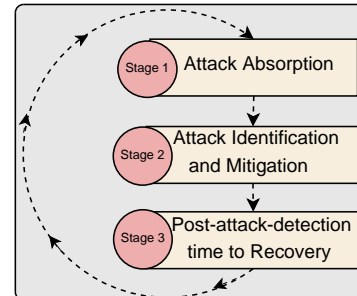 Stage 1
Attack Absorption
Stage 2
Attack Identification
and Mitigation
Stage 3
Post-attack-detection
time to Recovery